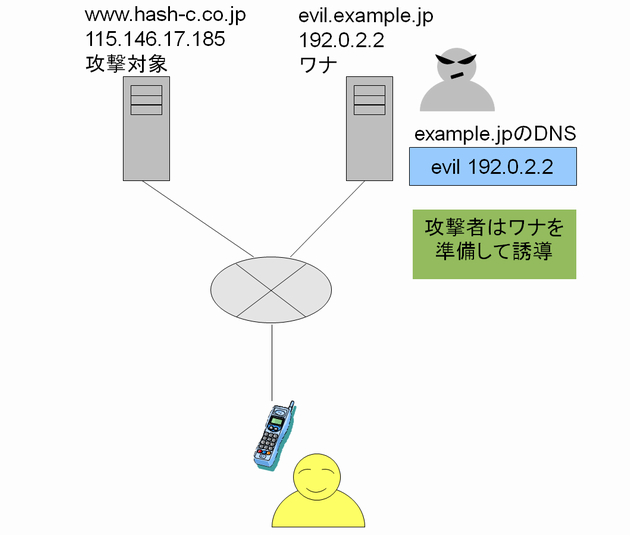 www.hash-c.co.jp
115.146.17.185
攻撃対象
evil.example.jp
192.0.2.2
ワナ
example.jpのDNS
evil 192.0.2.2
攻撃者はワナを
準備して誘導